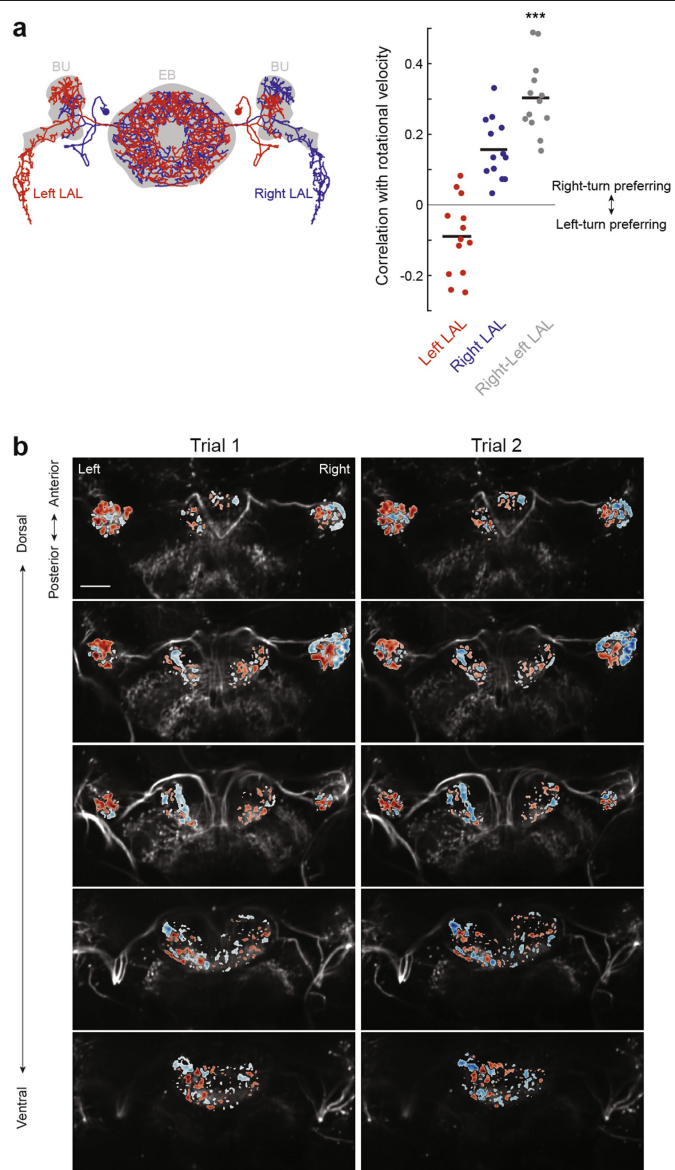 a
BU
EB
BU
Left LAL
Right LAL
Correlation with rotational velocity
0.4
0.2
0
-0.2
***
Right-turn preferring
Left-turn preferring
Left LAL
Right LAL
Right-Left LAL
b
Trial 1
Trial 2
Left
Right
Anterior
Posterior
Dorsal
Ventral